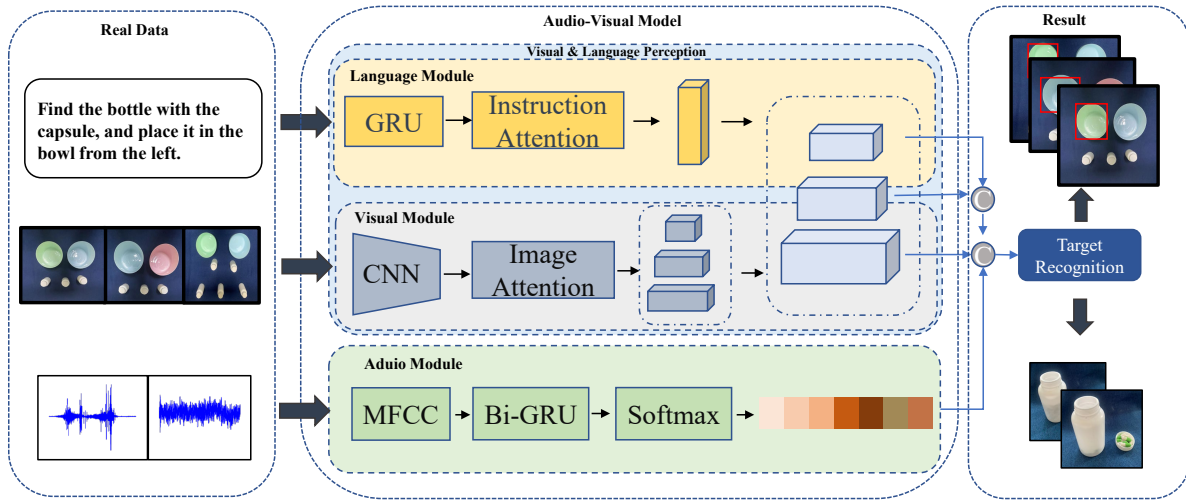 Real Data
Find the bottle with the
capsule, and place it in the
bowl from the left.
Audio-Visual Model
Visual & Language Perception
Language Module
GRU
Instruction
Attention
Visual Module
CNN
Image
Attention
Aduio Module
MFCC
Bi-GRU
Softmax
Result
Target
Recognition